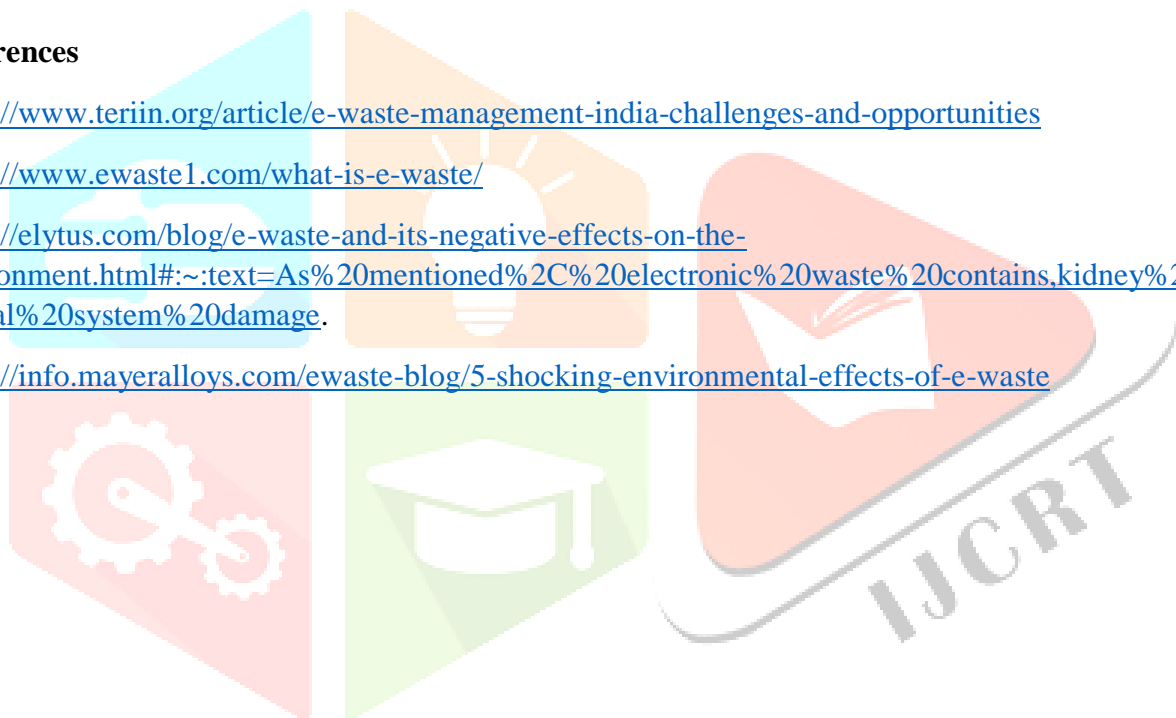 rences
//www.teriin.org/article/e-waste-management-india-challenges-and-opportunities
//www.ewaste1.com/what-is-e-waste/
//elytus.com/blog/e-waste-and-its-negative-effects-on-the-
onment.html#:~:text=As%20mentioned%2C%20electronic%20waste%20contains,kidney%2
al%20system%20damage.
//info.mayeralloys.com/ewaste-blog/5-shocking-environmental-effects-of-e-waste
IJCRT